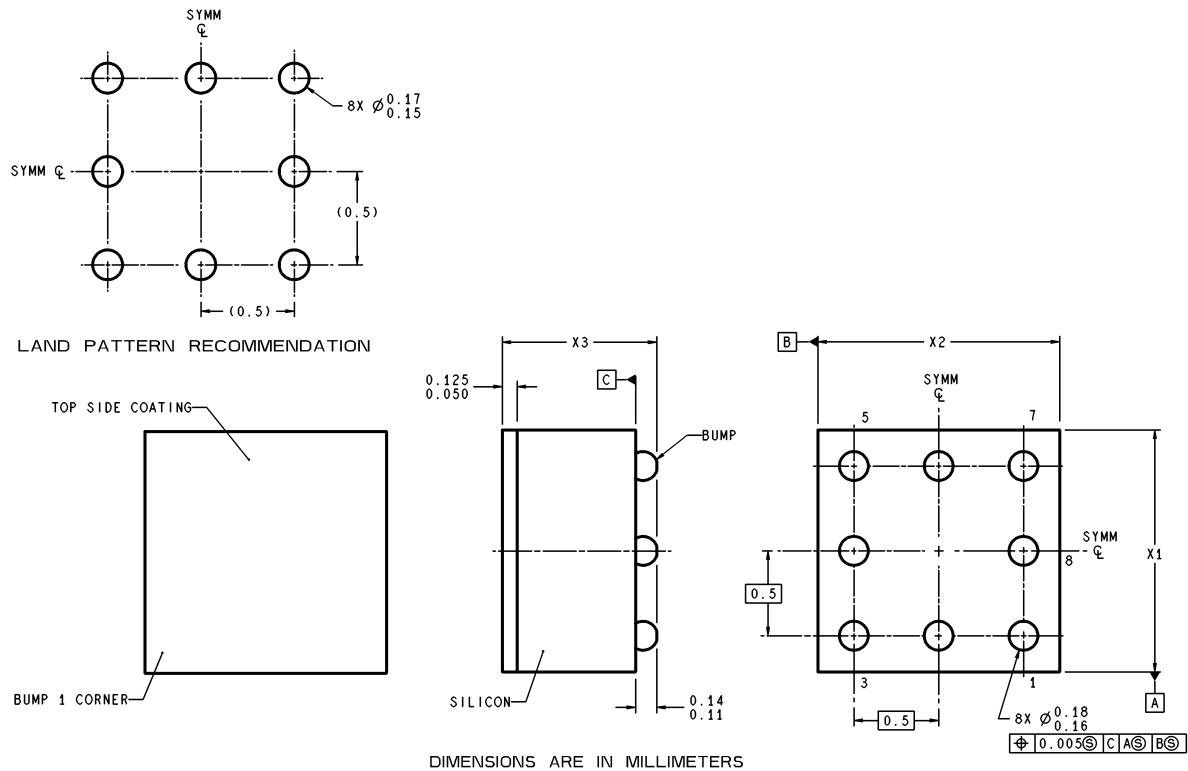 SYMM
℄
8X Ø 0.17
0.15
SYMM ℄
(0.5)
(0.5)
LAND PATTERN RECOMMENDATION
X3
B
X2
0.125
0.050
C
SYMM
℄
TOP SIDE COATING
5
7
BUMP
SYMM
℄
X1
8
0.5
BUMP 1 CORNER
SILICON
3
1
0.14
0.11
A
0.5
8X Ø 0.18
0.16
⌖ 0.005Ⓢ C AⓈ BⓈ
DIMENSIONS ARE IN MILLIMETERS